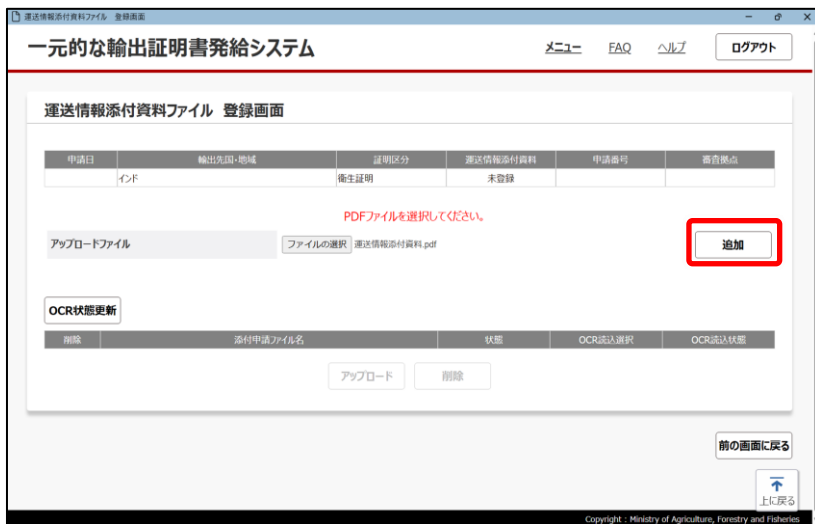 運送情報添付資料ファイル 登録画面
一元的な輸出証明書発給システム
メニュー FAQ ヘルプ ログアウト
運送情報添付資料ファイル 登録画面
申請日 輸出先国・地域 証明区分 運送情報添付資料 申請番号 審査拠点
インド 衛生証明 未登録
PDFファイルを選択してください。
アップロードファイル ファイルの選択 運送情報添付資料.pdf 追加
OCR状態更新
削除 添付申請ファイル名 状態 OCR読込選択 OCR読込状態
アップロード 削除
前の画面に戻る
上に戻る
Copyright : Ministry of Agriculture, Forestry and Fisheries